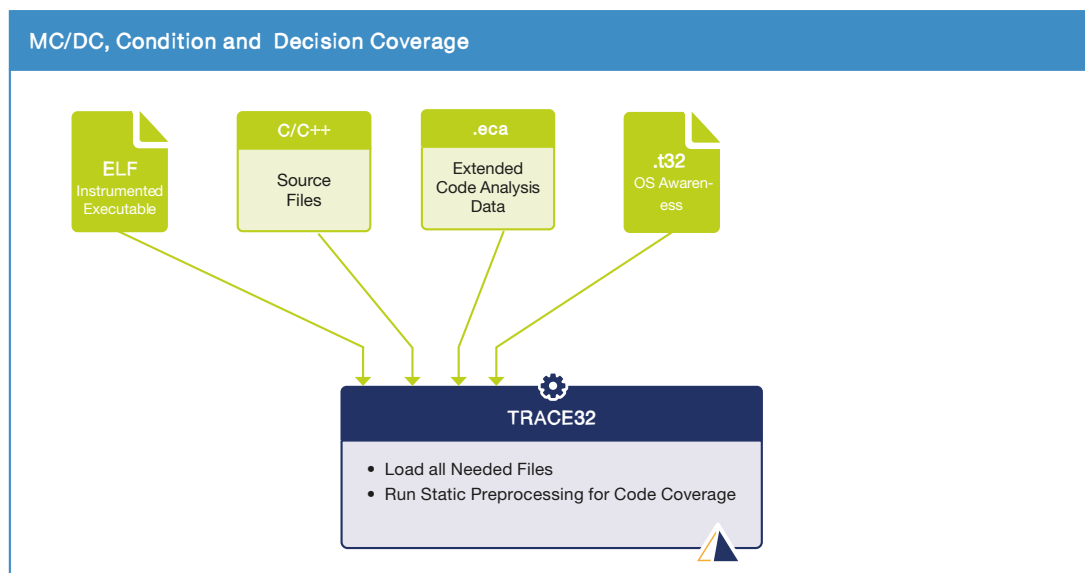 MC/DC, Condition and Decision Coverage
ELF
Instrumented
Executable
C/C++
Source
Files
.eca
Extended
Code Analysis
Data
.t32
OS Awaren-
ess
TRACE32
• Load all Needed Files
• Run Static Preprocessing for Code Coverage